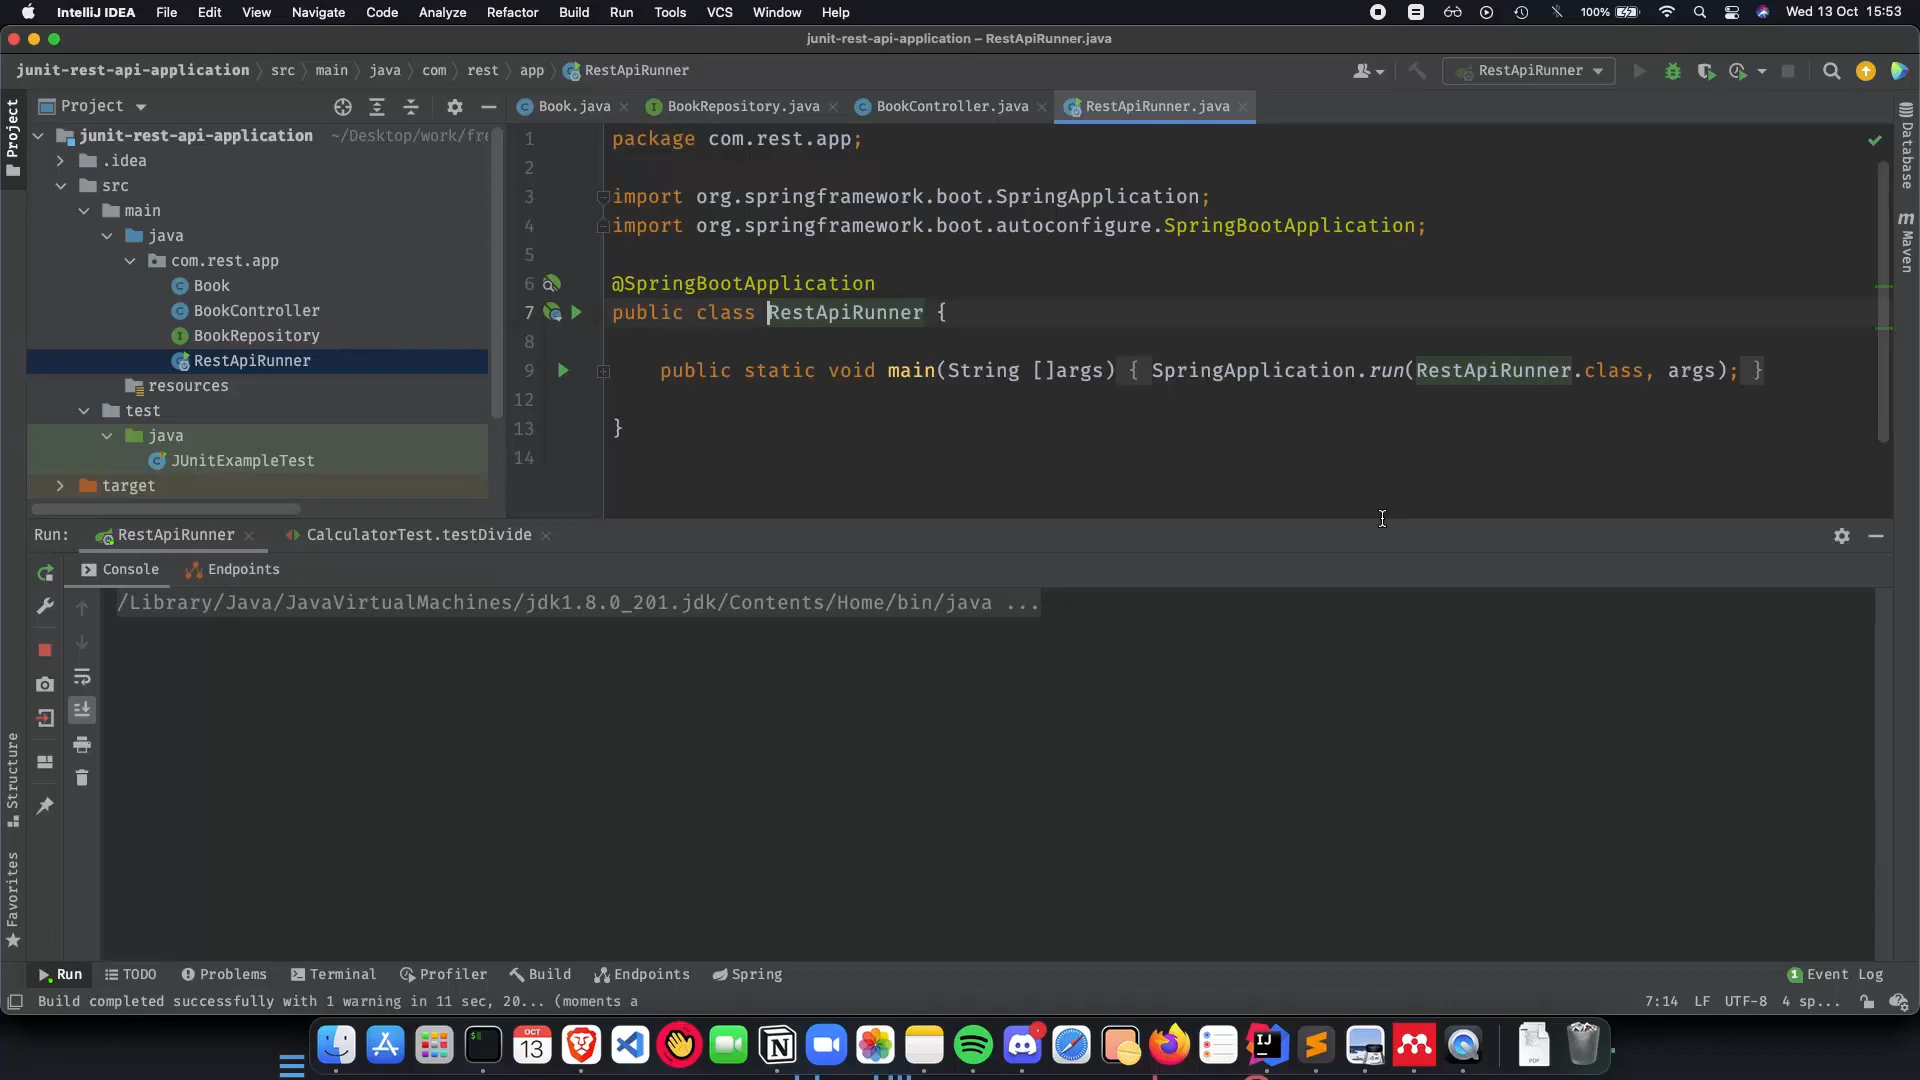 IntelliJ IDEA File Edit View Navigate Code Analyze Refactor Build Run Tools VCS Window Help 100% Wed 13 Oct 15:53
junit-rest-api-application – RestApiRunner.java
junit-rest-api-application src main java com rest app RestApiRunner RestApiRunner
Project
Project
Book.java BookRepository.java BookController.java RestApiRunner.java
Database
Maven
junit-rest-api-application ~/Desktop/work/fre
.idea
src
main
java
com.rest.app
Book
BookController
BookRepository
RestApiRunner
resources
test
java
JUnitExampleTest
target
1 package com.rest.app;
2
3 import org.springframework.boot.SpringApplication;
4 import org.springframework.boot.autoconfigure.SpringBootApplication;
5
6 @SpringBootApplication
7 public class RestApiRunner {
8
9 public static void main(String []args) { SpringApplication.run(RestApiRunner.class, args); }
12
13 }
14
Run: RestApiRunner CalculatorTest.testDivide
Console Endpoints
/Library/Java/JavaVirtualMachines/jdk1.8.0_201.jdk/Contents/Home/bin/java ...
Structure
Favorites
Run TODO Problems Terminal Profiler Build Endpoints Spring 1 Event Log
Build completed successfully with 1 warning in 11 sec, 20... (moments a 7:14 LF UTF-8 4 sp...
OCT
13
IJ
PDF